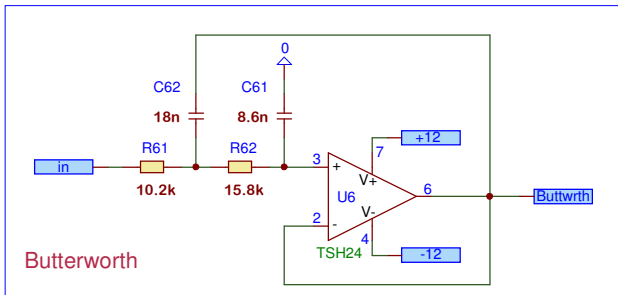 0
C62
C61
18n
8.6n
+12
R61
R62
7
in
3
+
V+
10.2k
15.8k
U6
6
Buttwrth
2
-
V-
4
-12
TSH24
Butterworth